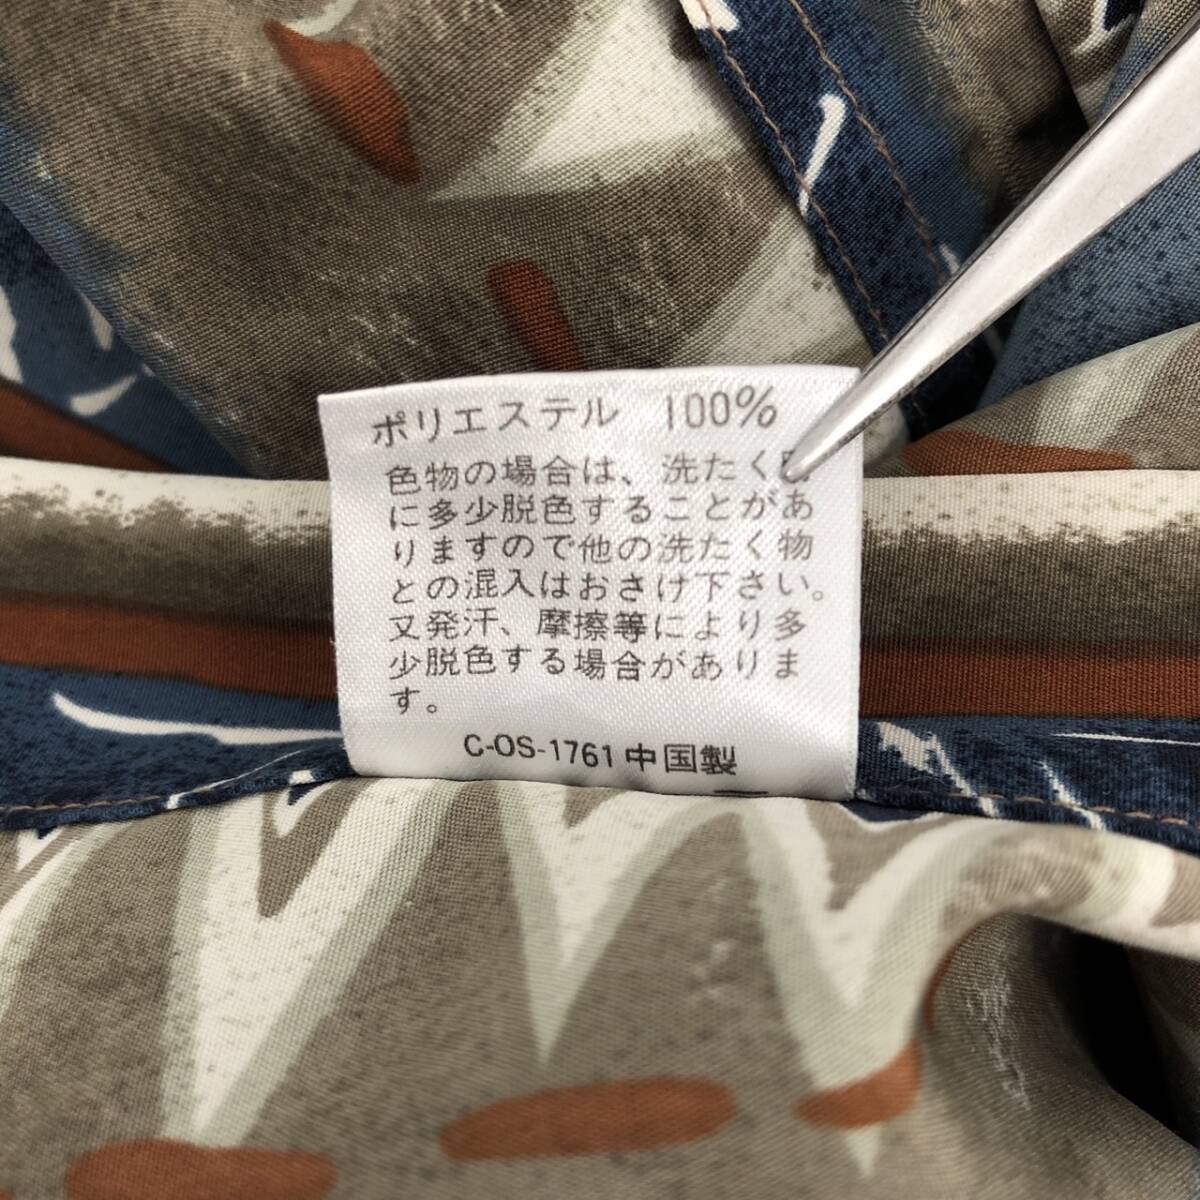 ポリエステル 100%
色物の場合は、洗たく時
に多少脱色することがあ
りますので他の洗たく物
との混入はおさけ下さい。
又発汗、摩擦等により多
少脱色する場合がありま
す。
C-OS-1761 中国製